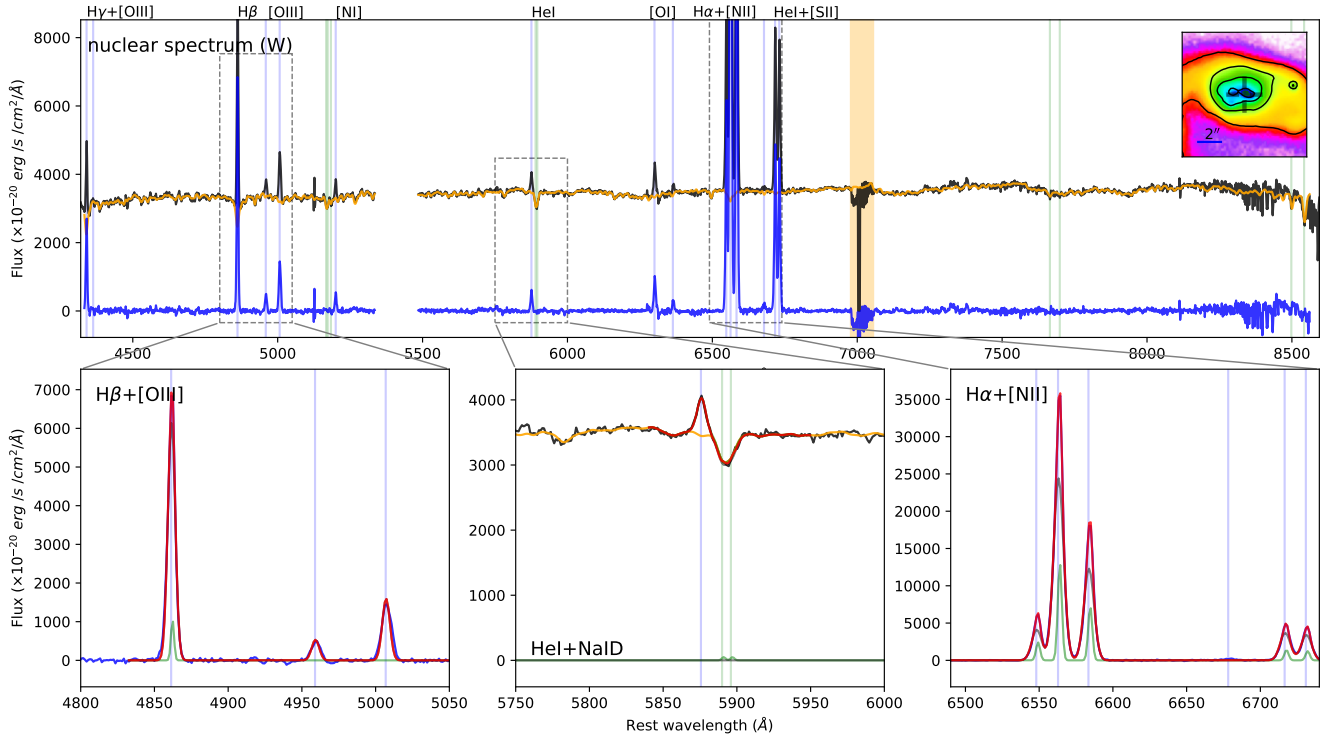 Hγ+[OIII] Hβ [OIII] [NI] HeI [OI] Hα+[NII] HeI+[SII]
nuclear spectrum (W)
2″
Flux (×10⁻²⁰ erg /s /cm²/Å)
8000
6000
4000
2000
0
4500 5000 5500 6000 6500 7000 7500 8000 8500
Hβ+[OIII]
Flux (×10⁻²⁰ erg /s /cm²/Å)
7000
6000
5000
4000
3000
2000
1000
0
4800 4850 4900 4950 5000 5050
HeI+NaID
4000
3000
2000
1000
0
5750 5800 5850 5900 5950 6000
Rest wavelength (Å)
Hα+[NII]
35000
30000
25000
20000
15000
10000
5000
0
6500 6550 6600 6650 6700